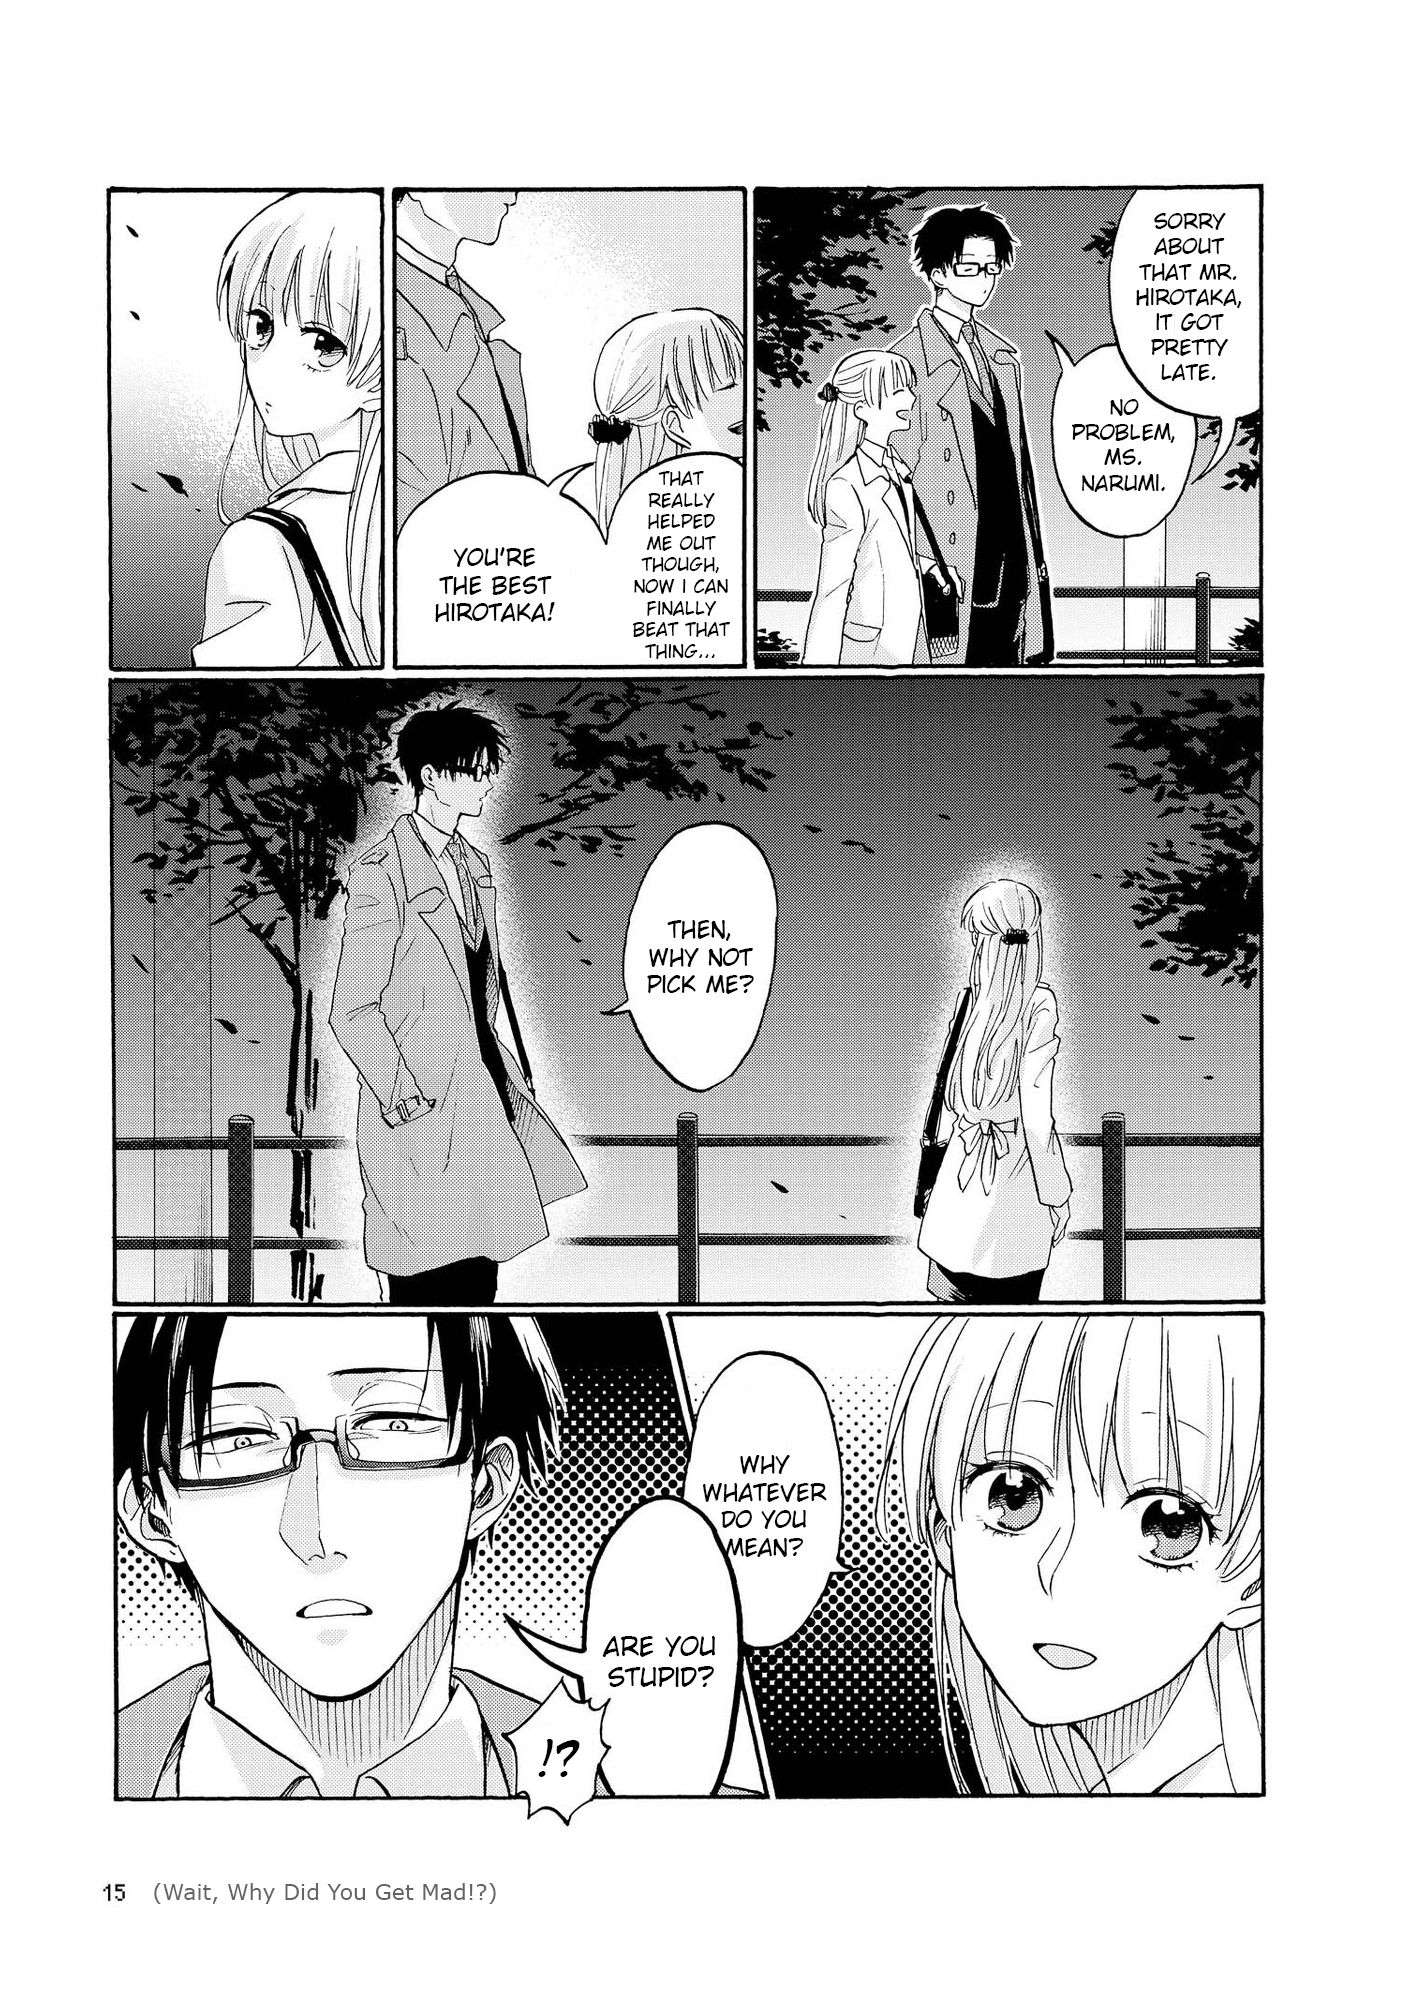 SORRY
ABOUT
THAT MR.
HIROTAKA,
IT GOT
PRETTY
LATE.
NO
PROBLEM,
MS.
NARUMI.
THAT
REALLY
HELPED
ME OUT
THOUGH,
NOW I CAN
FINALLY
BEAT THAT
THING...
YOU'RE
THE BEST
HIROTAKA!
THEN,
WHY NOT
PICK ME?
WHY
WHATEVER
DO YOU
MEAN?
ARE YOU
STUPID?
!?
15 (Wait, Why Did You Get Mad!?)